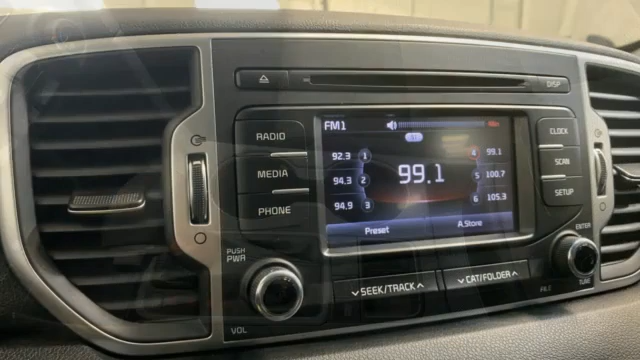 DISP
FM1
RADIO
MEDIA
PHONE
92.3 1
94.3 2
94.9 3
99.1
4 99.1
5 100.7
6 105.3
Preset
A.Store
CLOCK
SCAN
SETUP
PUSH
PWR
VOL
SEEK/TRACK
CAT/FOLDER
ENTER
TUNE
FILE